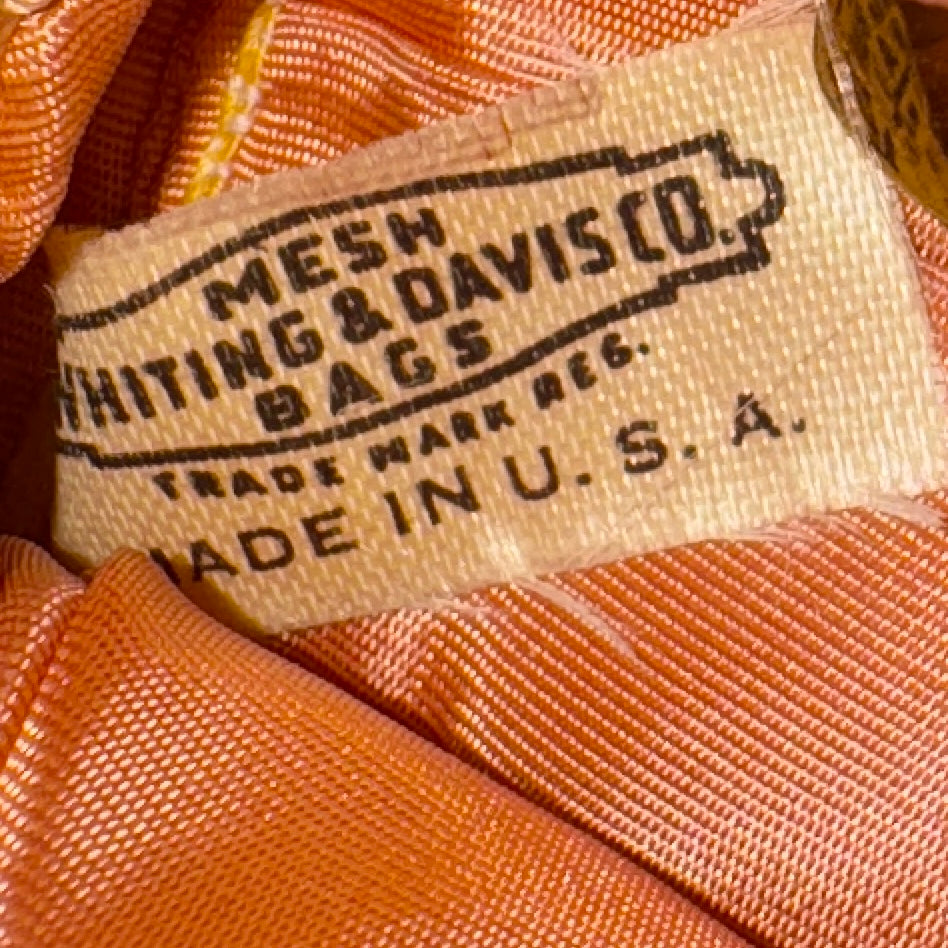 MESH
WHITING & DAVIS CO.
BAGS
TRADE MARK REG.
MADE IN U. S. A.